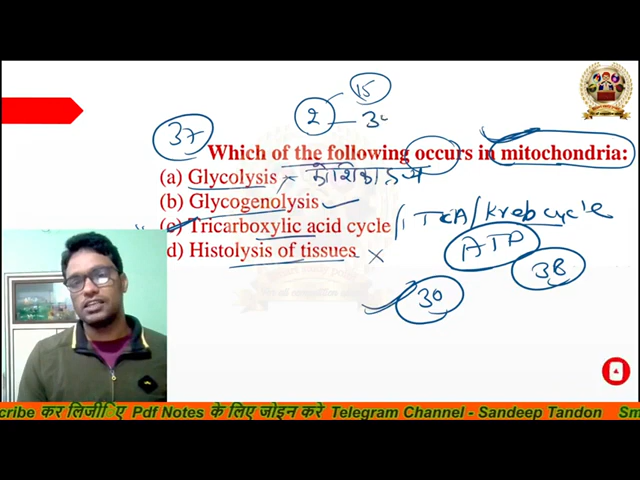 15
2
37
Which of the following occurs in mitochondria:
(a) Glycolysis कोशिका द्रव्य
(b) Glycogenolysis
(c) Tricarboxylic acid cycle / TCA / Kreb cycle
d) Histolysis of tissues
ATP
38
30
cribe कर लिजीिए Pdf Notes के लिए जोइन करे Telegram Channel - Sandeep Tandon Sm